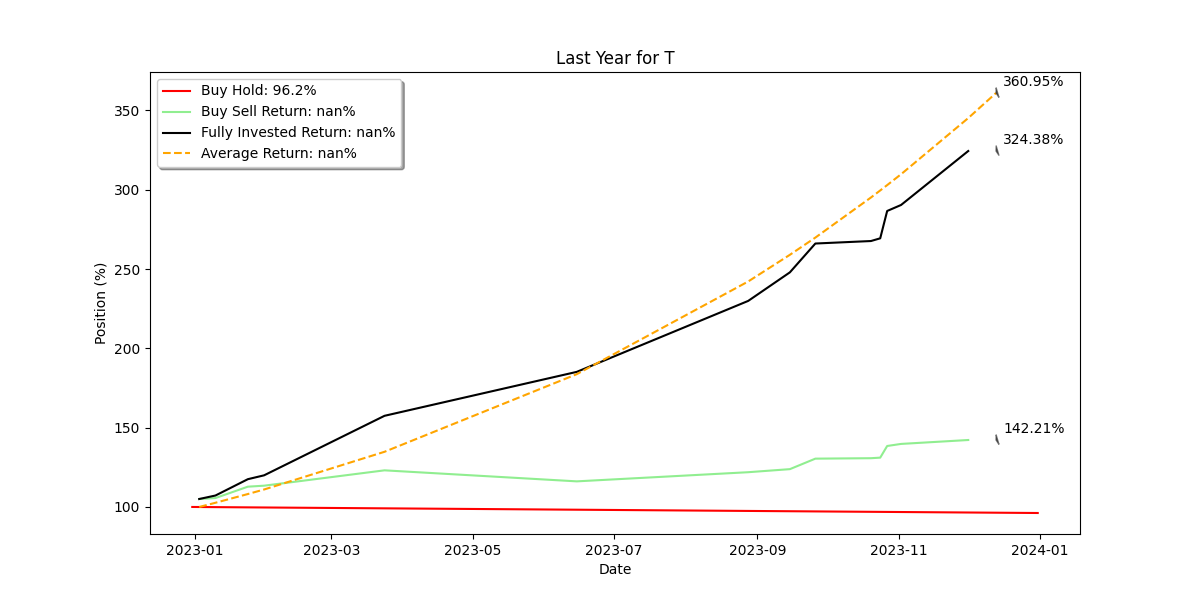 Last Year for T
Buy Hold: 96.2%
Buy Sell Return: nan%
Fully Invested Return: nan%
Average Return: nan%
360.95%
324.38%
142.21%
Position (%)
350
300
250
200
150
100
2023-01
2023-03
2023-05
2023-07
2023-09
2023-11
2024-01
Date